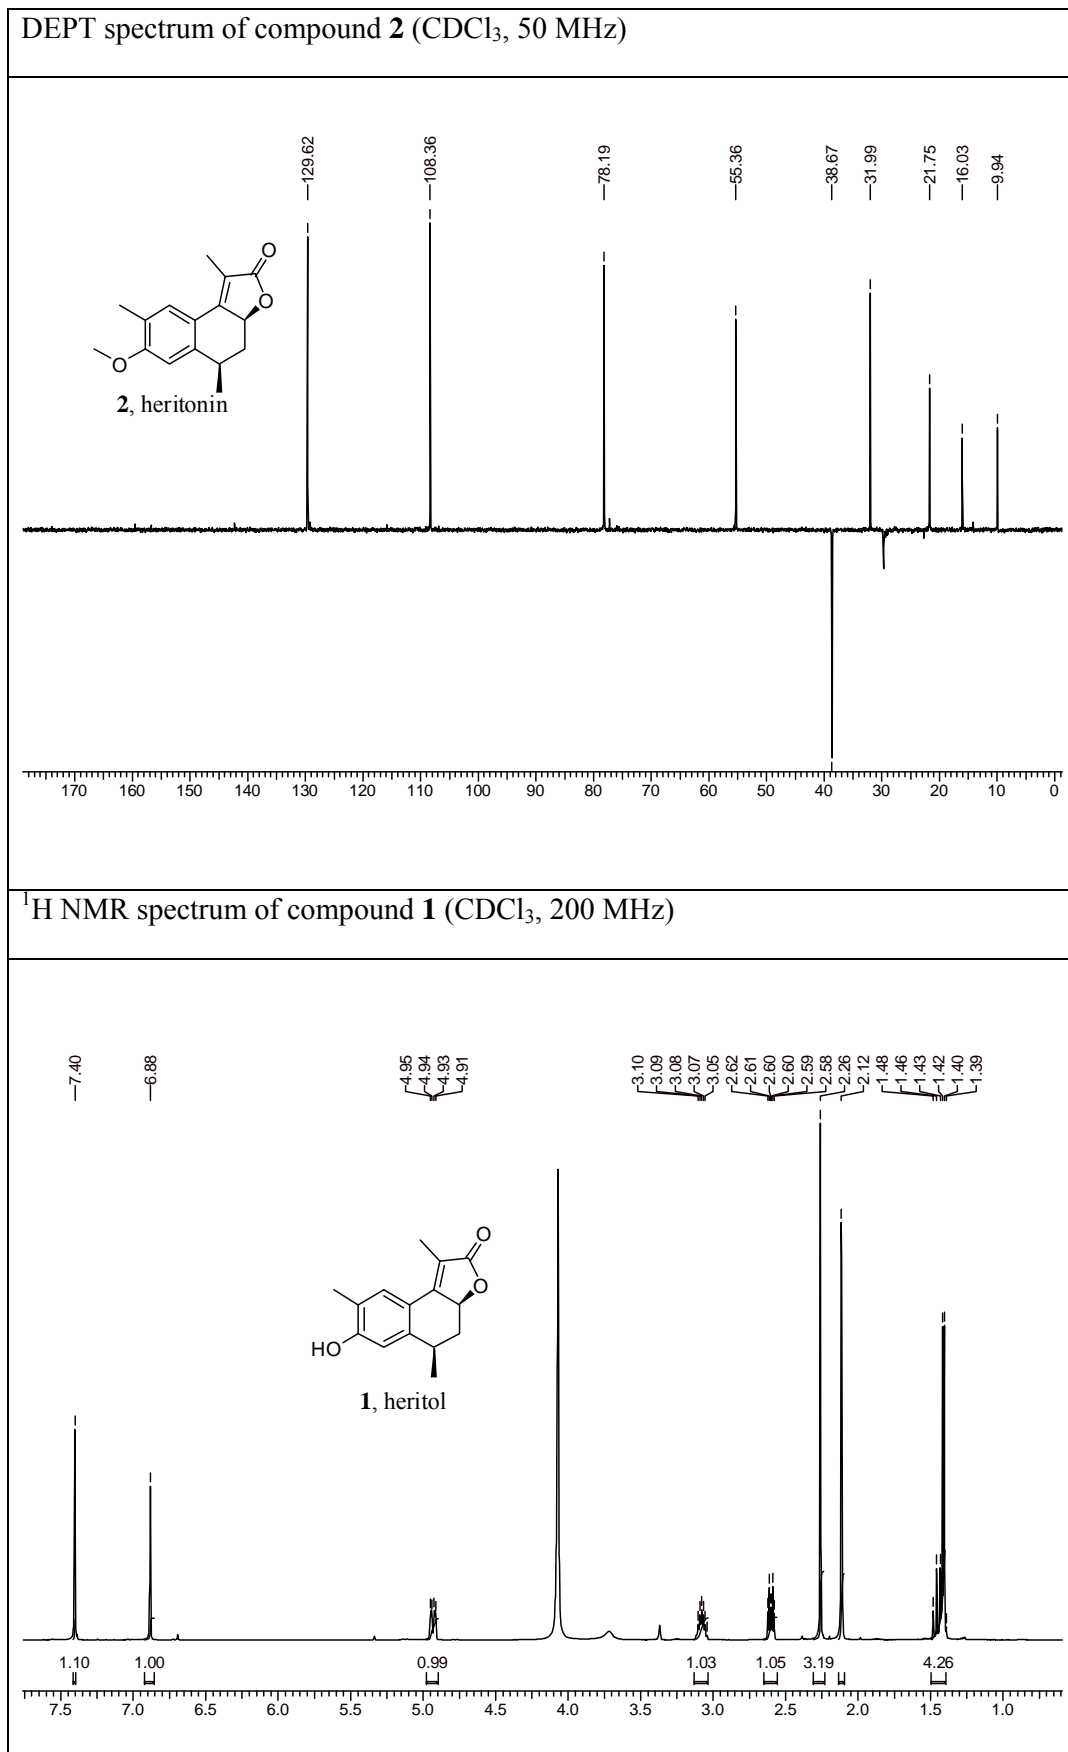 DEPT spectrum of compound 2 (CDCl₃, 50 MHz)
129.62 108.36 78.19 55.36 38.67 31.99 21.75 16.03 9.94
O
O
O
2, heritonin
170 160 150 140 130 120 110 100 90 80 70 60 50 40 30 20 10 0
¹H NMR spectrum of compound 1 (CDCl₃, 200 MHz)
7.40 6.88 4.95 4.94 4.93 4.91 3.10 3.09 3.08 3.07 3.05 2.62 2.61 2.60 2.60 2.59 2.58 2.26 2.12 1.48 1.46 1.43 1.42 1.40 1.39
O
O
HO
1, heritol
1.10 1.00 0.99 1.03 1.05 3.19 4.26
7.5 7.0 6.5 6.0 5.5 5.0 4.5 4.0 3.5 3.0 2.5 2.0 1.5 1.0